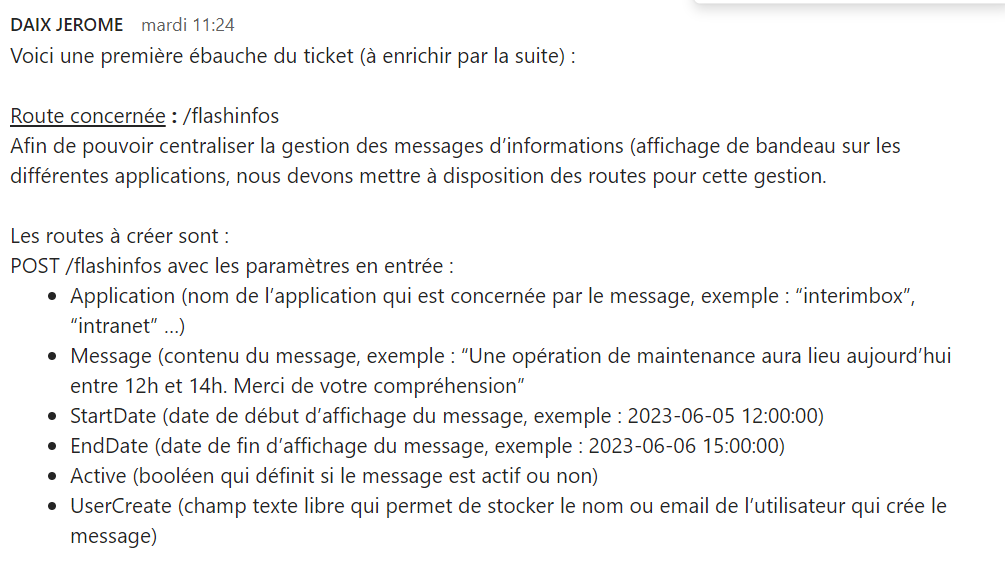 DAIX JEROME mardi 11:24
Voici une première ébauche du ticket (à enrichir par la suite) :
Route concernée : /flashinfos
Afin de pouvoir centraliser la gestion des messages d’informations (affichage de bandeau sur les
différentes applications, nous devons mettre à disposition des routes pour cette gestion.
Les routes à créer sont :
POST /flashinfos avec les paramètres en entrée :
• Application (nom de l’application qui est concernée par le message, exemple : “interimbox”,
“intranet” …)
• Message (contenu du message, exemple : “Une opération de maintenance aura lieu aujourd’hui
entre 12h et 14h. Merci de votre compréhension”
• StartDate (date de début d’affichage du message, exemple : 2023-06-05 12:00:00)
• EndDate (date de fin d’affichage du message, exemple : 2023-06-06 15:00:00)
• Active (booléen qui définit si le message est actif ou non)
• UserCreate (champ texte libre qui permet de stocker le nom ou email de l’utilisateur qui crée le
message)